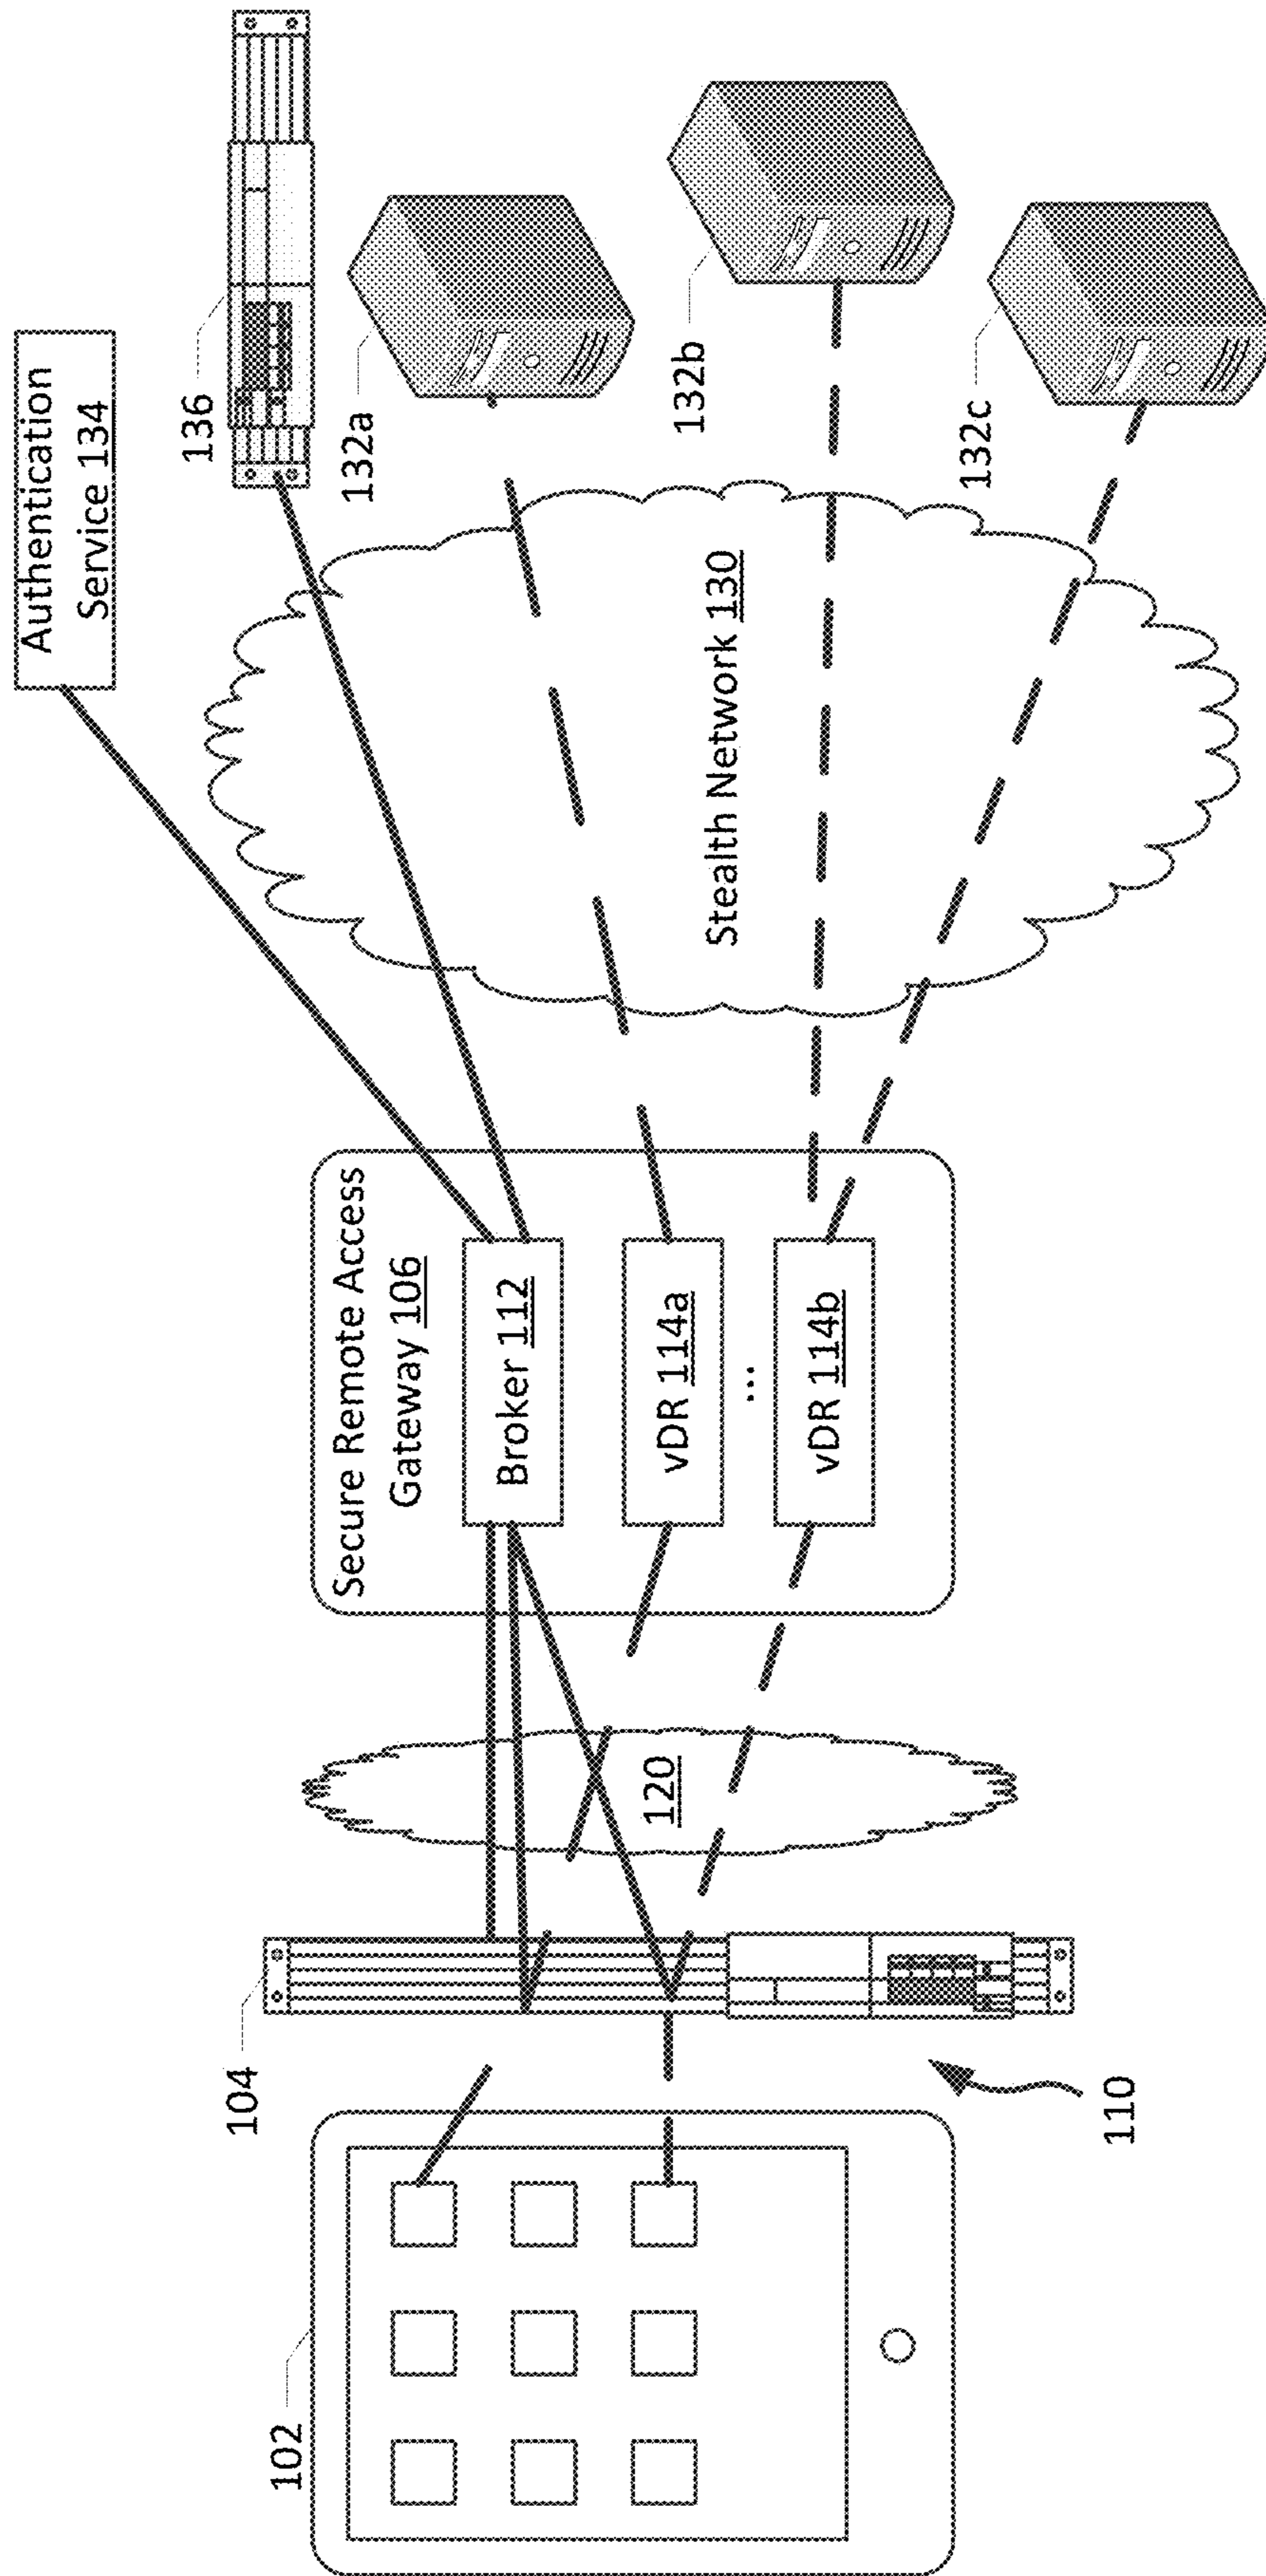 102
104
110
120
Secure Remote Access
Gateway 106
Broker 112
vDR 114a
...
vDR 114b
Stealth Network 130
Authentication
Service 134
136
132a
132b
132c